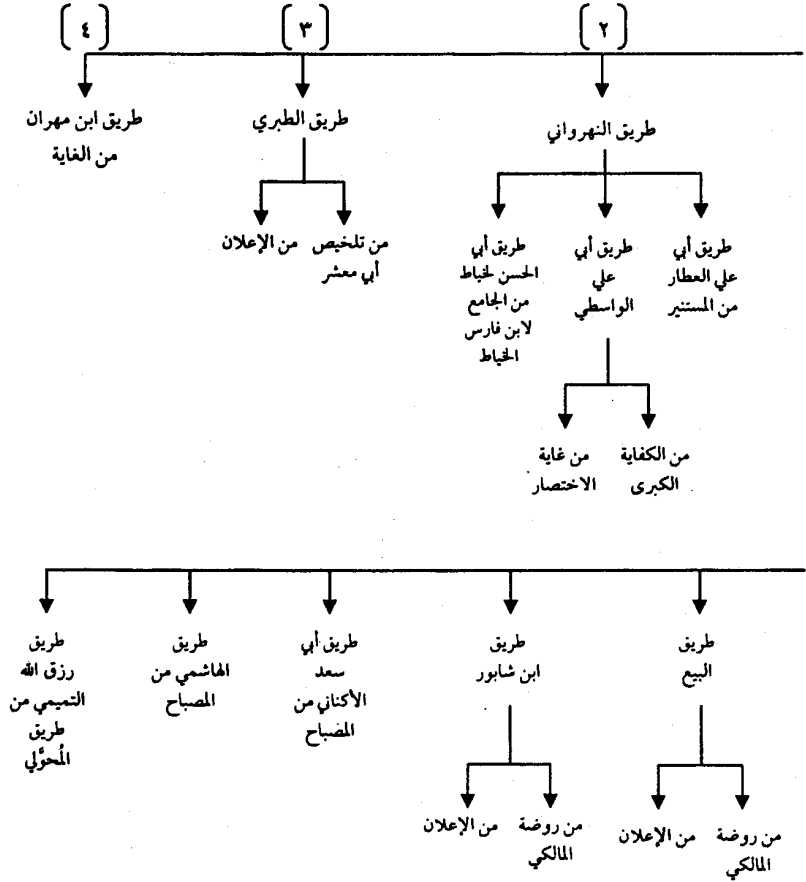 (٢)
(٣)
(٤)
طريق النهرواني
طريق الطبري
طريق ابن مهران
من الغاية
طريق أبي
علي العطار
من المستنير
طريق أبي
علي
الواسطي
طريق أبي
الحسن لخياط
من الجامع
لابن فارس
الخياط
من تلخيص
أبي معشر
من الإعلان
من الكفاية
الكبرى
من غاية
الاختصار
طريق
البيع
طريق
ابن شابور
طريق أبي
سعد
الأكناني من
المضباح
طريق
الهاشمي من
المصباح
طريق
رزق الله
التميمي من
طريق
المُحوَّلي
من روضة
المالكي
من الإعلان
من روضة
المالكي
من الإعلان